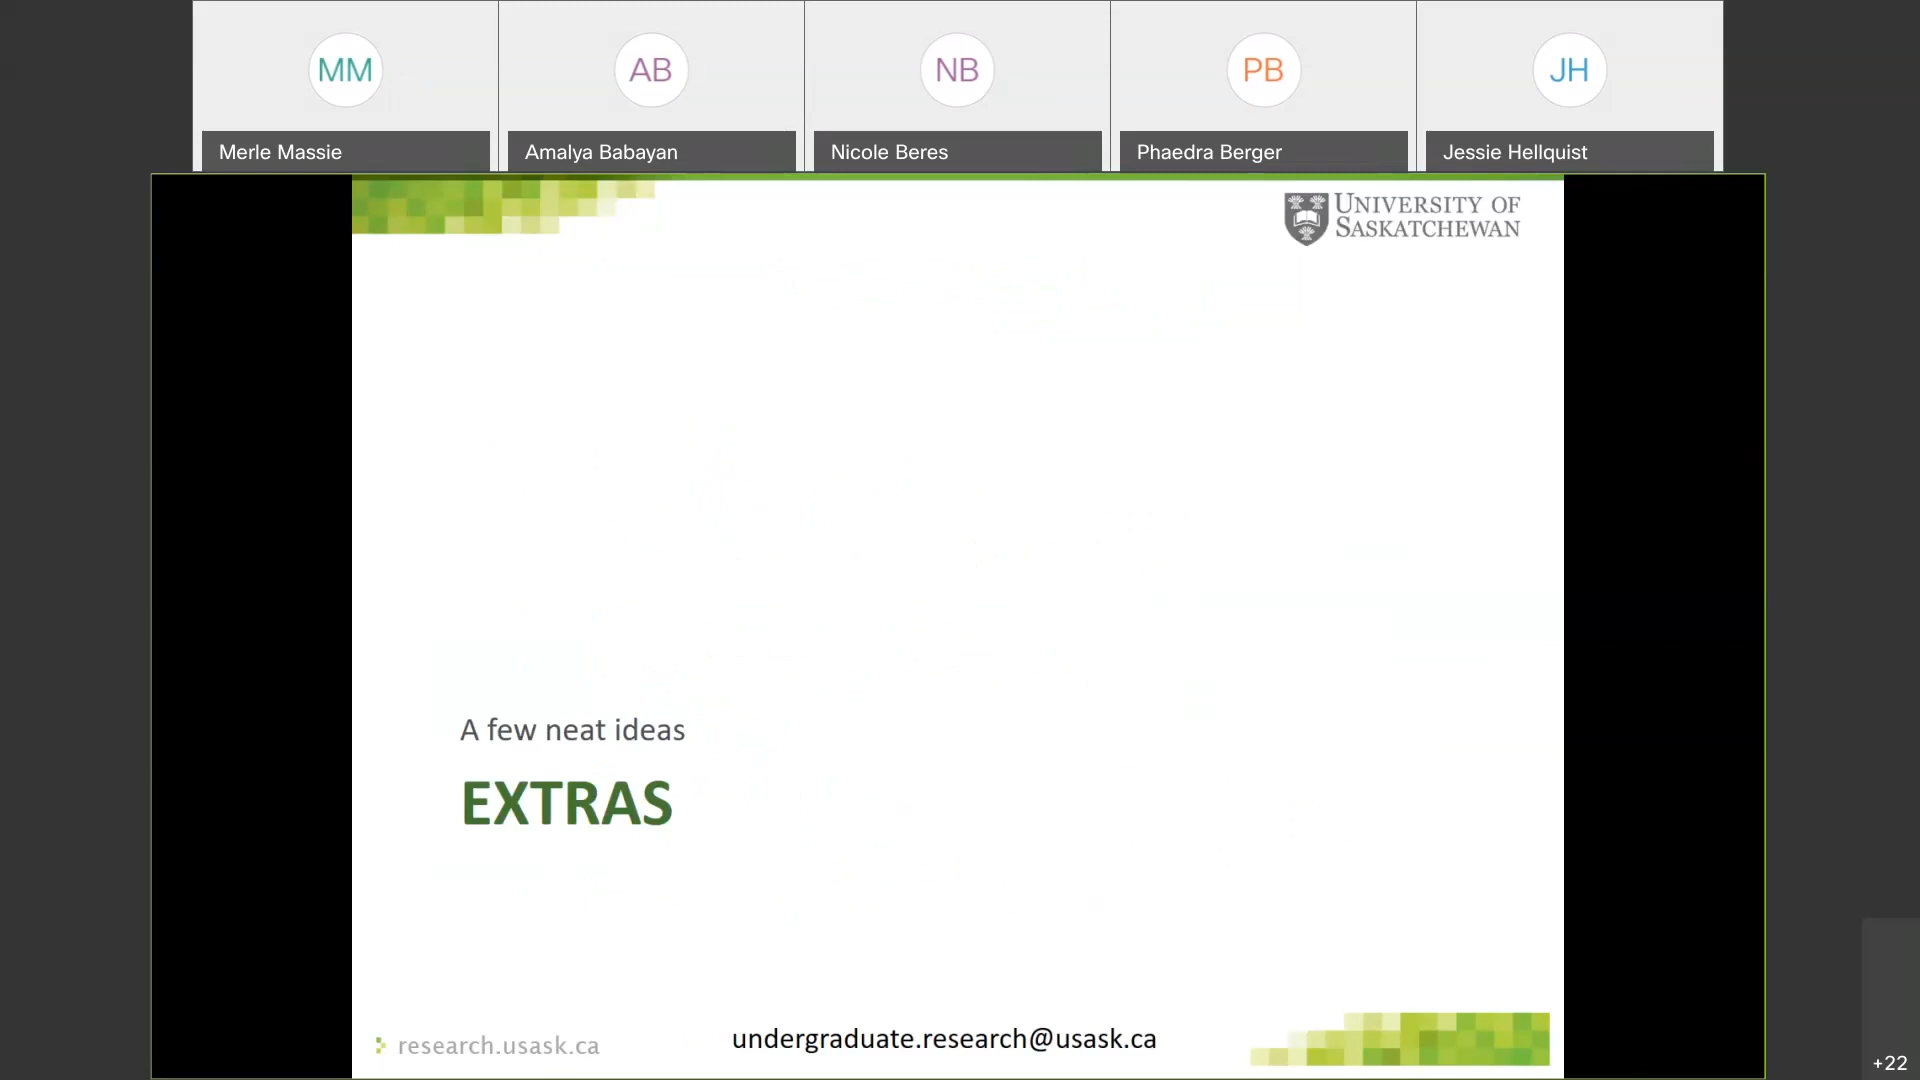 MM
AB
NB
PB
JH
Merle Massie
Amalya Babayan
Nicole Beres
Phaedra Berger
Jessie Hellquist
UNIVERSITY OF
SASKATCHEWAN
A few neat ideas
EXTRAS
research.usask.ca
undergraduate.research@usask.ca
+22